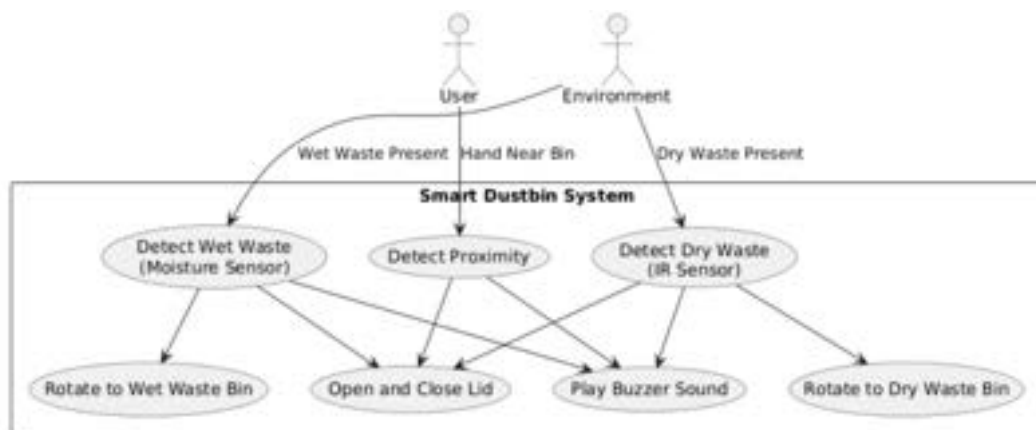 User
Environment
Wet Waste Present
Hand Near Bin
Dry Waste Present
Smart Dustbin System
Detect Wet Waste
(Moisture Sensor)
Detect Proximity
Detect Dry Waste
(IR Sensor)
Rotate to Wet Waste Bin
Open and Close Lid
Play Buzzer Sound
Rotate to Dry Waste Bin